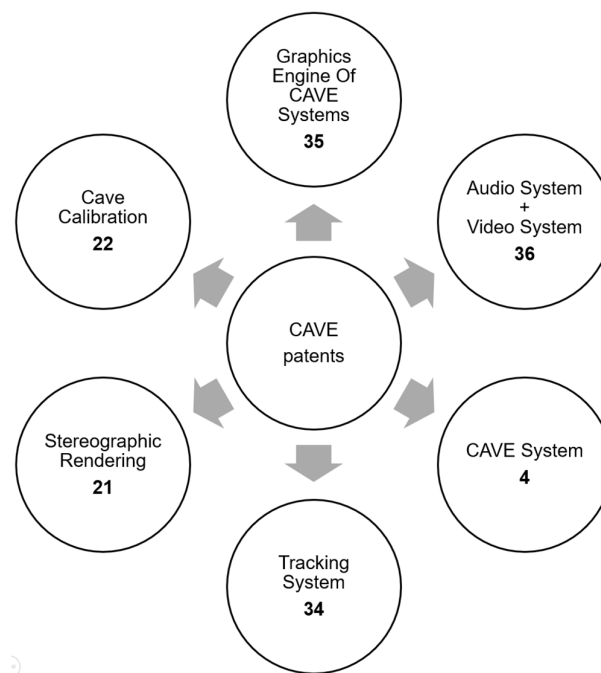 Graphics
Engine Of
CAVE
Systems
35
Audio System
+
Video System
36
Cave
Calibration
22
CAVE
patents
Stereographic
Rendering
21
CAVE System
4
Tracking
System
34